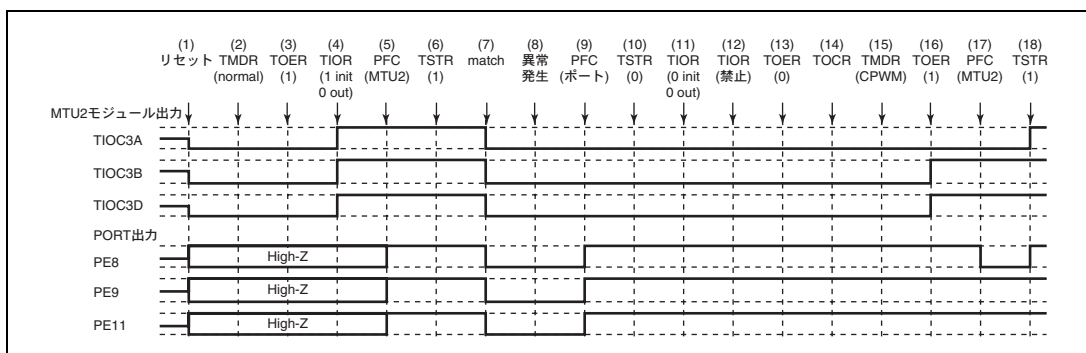 (1) (2) (3) (4) (5) (6) (7) (8) (9) (10) (11) (12) (13) (14) (15) (16) (17) (18)
リセット TMDR TOER TIOR PFC TSTR match 異常 PFC TSTR TIOR TIOR TOER TOCR TMDR TOER PFC TSTR
(normal) (1) (1 init (MTU2) (1) 発生 (ポート) (0) (0 init (禁止) (0) (CPWM) (1) (MTU2) (1)
0 out) 0 out)
MTU2モジュール出力
TIOC3A
TIOC3B
TIOC3D
PORT出力
PE8 High-Z
PE9 High-Z
PE11 High-Z